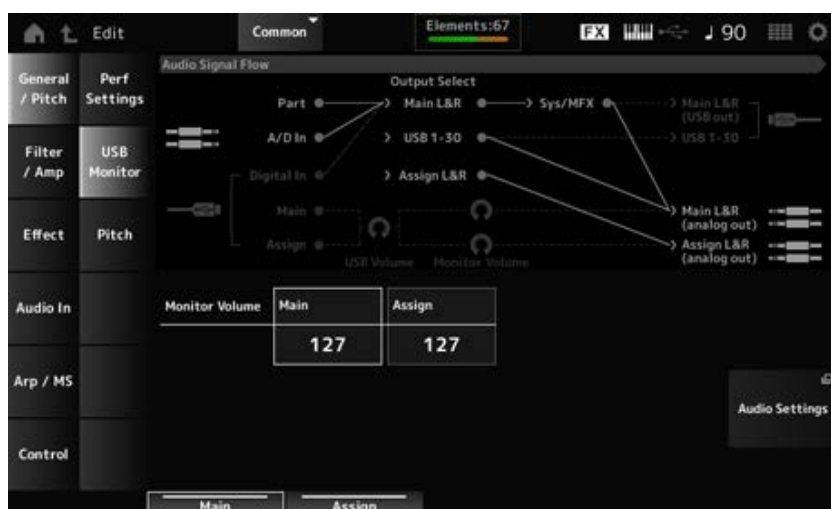 Edit
Common
Elements:67
FX
90
General / Pitch
Perf Settings
Filter / Amp
USB Monitor
Effect
Pitch
Audio In
Arp / MS
Control
Audio Signal Flow
Output Select
Part
Main L&R
Sys/MFX
Main L&R
(USB out)
A/D In
USB 1-30
USB 1-30
Digital In
Assign L&R
Main
Main L&R
(analog out)
Assign
Assign L&R
(analog out)
USB Volume
Monitor Volume
Monitor Volume
Main
Assign
127
127
Audio Settings
Main
Assign